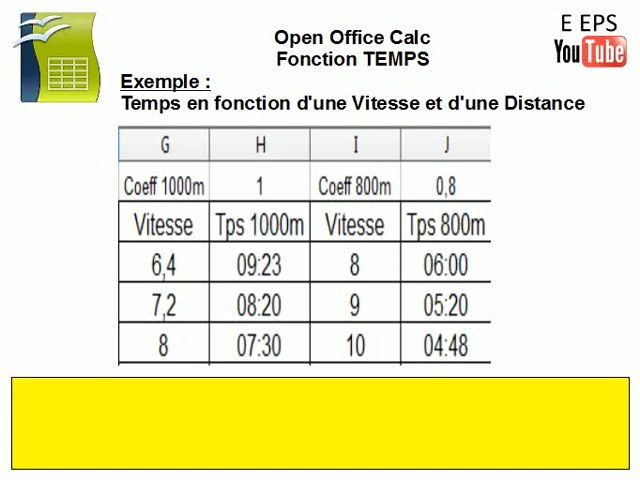 Open Office Calc
E EPS
Fonction TEMPS
YouTube
Exemple :
Temps en fonction d'une Vitesse et d'une Distance
G H I J
Coeff 1000m 1 Coeff 800m 0,8
Vitesse Tps 1000m Vitesse Tps 800m
6,4 09:23 8 06:00
7,2 08:20 9 05:20
8 07:30 10 04:48